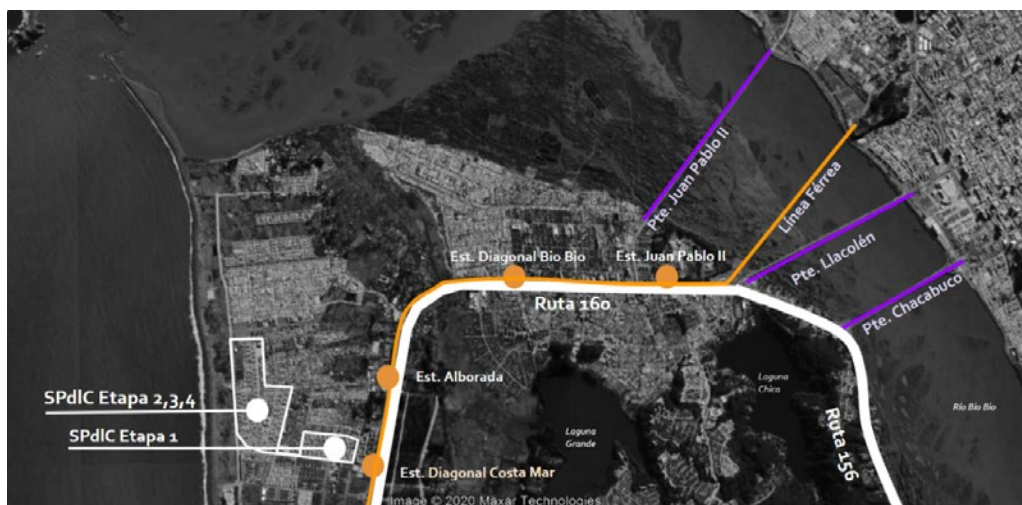 Pte. Juan Pablo II
Línea Férrea
Pte. Llacolén
Pte. Chacabuco
Est. Diagonal Bio Bio
Est. Juan Pablo II
Ruta 160
Est. Alborada
SPdlC Etapa 2,3,4
SPdlC Etapa 1
Est. Diagonal Costa Mar
Laguna
Grande
Laguna
Chica
Ruta 156
Río Bío Bío
Image © 2020 Maxar Technologies